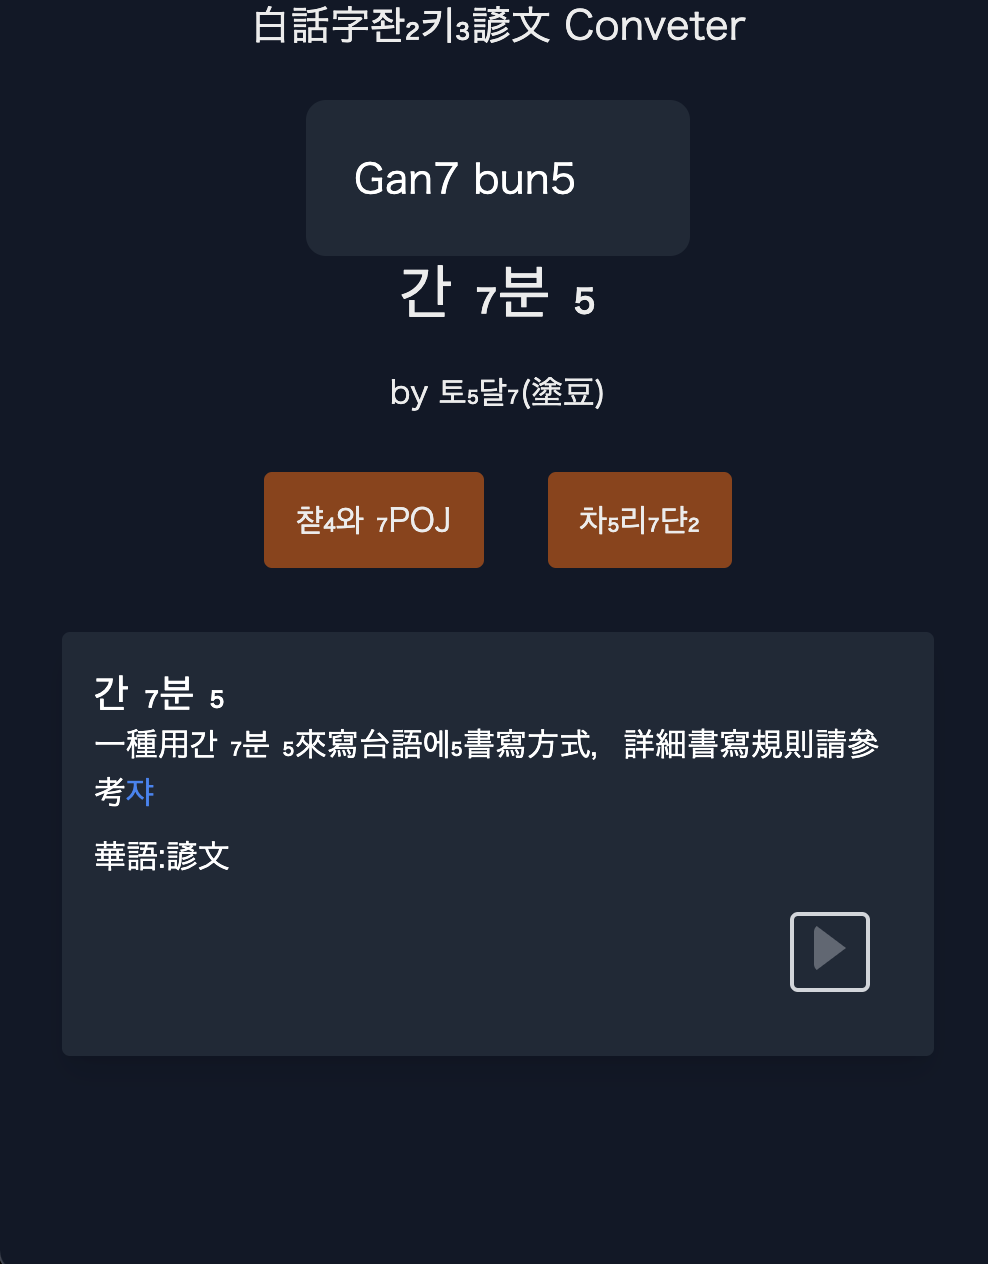 白話字좐₂키₃諺文 Conveter
Gan7 bun5
간 ₇분 ₅
by 토₅달₇(塗豆)
챧₄와 ₇POJ
차₅리₇댠₂
간 ₇분 ₅
一種用간 ₇분 ₅來寫台語에₅書寫方式，詳細書寫規則請參
考쟈
華語:諺文